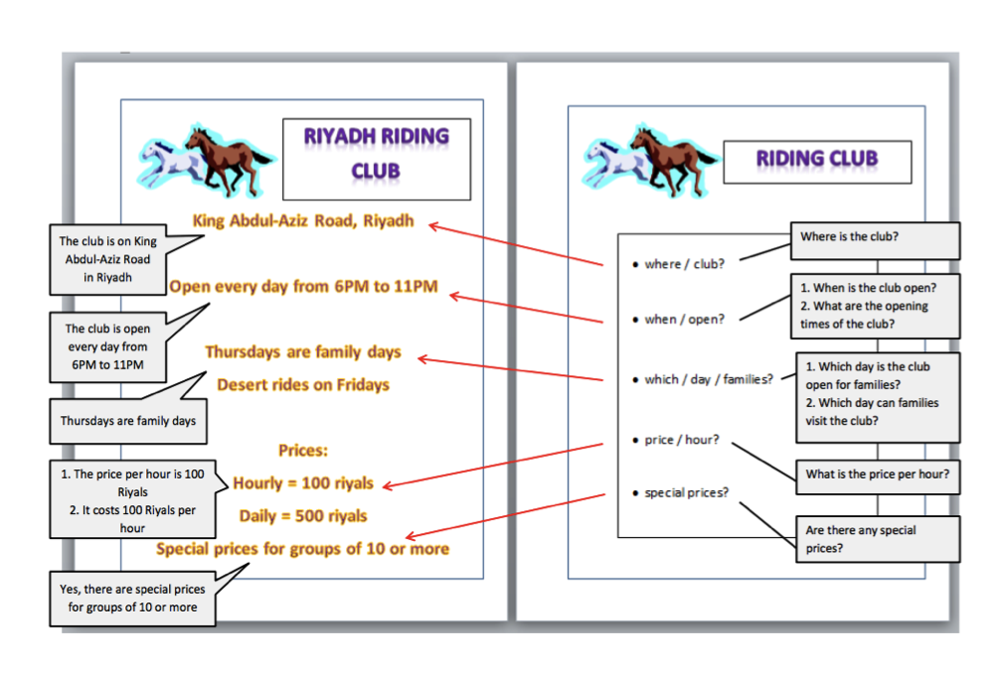 RIYADH RIDING
CLUB
King Abdul-Aziz Road, Riyadh
The club is on King
Abdul-Aziz Road
in Riyadh
Open every day from 6PM to 11PM
The club is open
every day from
6PM to 11PM
Thursdays are family days
Desert rides on Fridays
Thursdays are family days
Prices:
Hourly = 100 riyals
1. The price per hour is 100
Riyals
2. It costs 100 Riyals per
hour
Daily = 500 riyals
Special prices for groups of 10 or more
Yes, there are special prices
for groups of 10 or more
RIDING CLUB
• where / club?
Where is the club?
• when / open?
1. When is the club open?
2. What are the opening
times of the club?
• which / day / families?
1. Which day is the club
open for families?
2. Which day can families
visit the club?
• price / hour?
What is the price per hour?
• special prices?
Are there any special
prices?